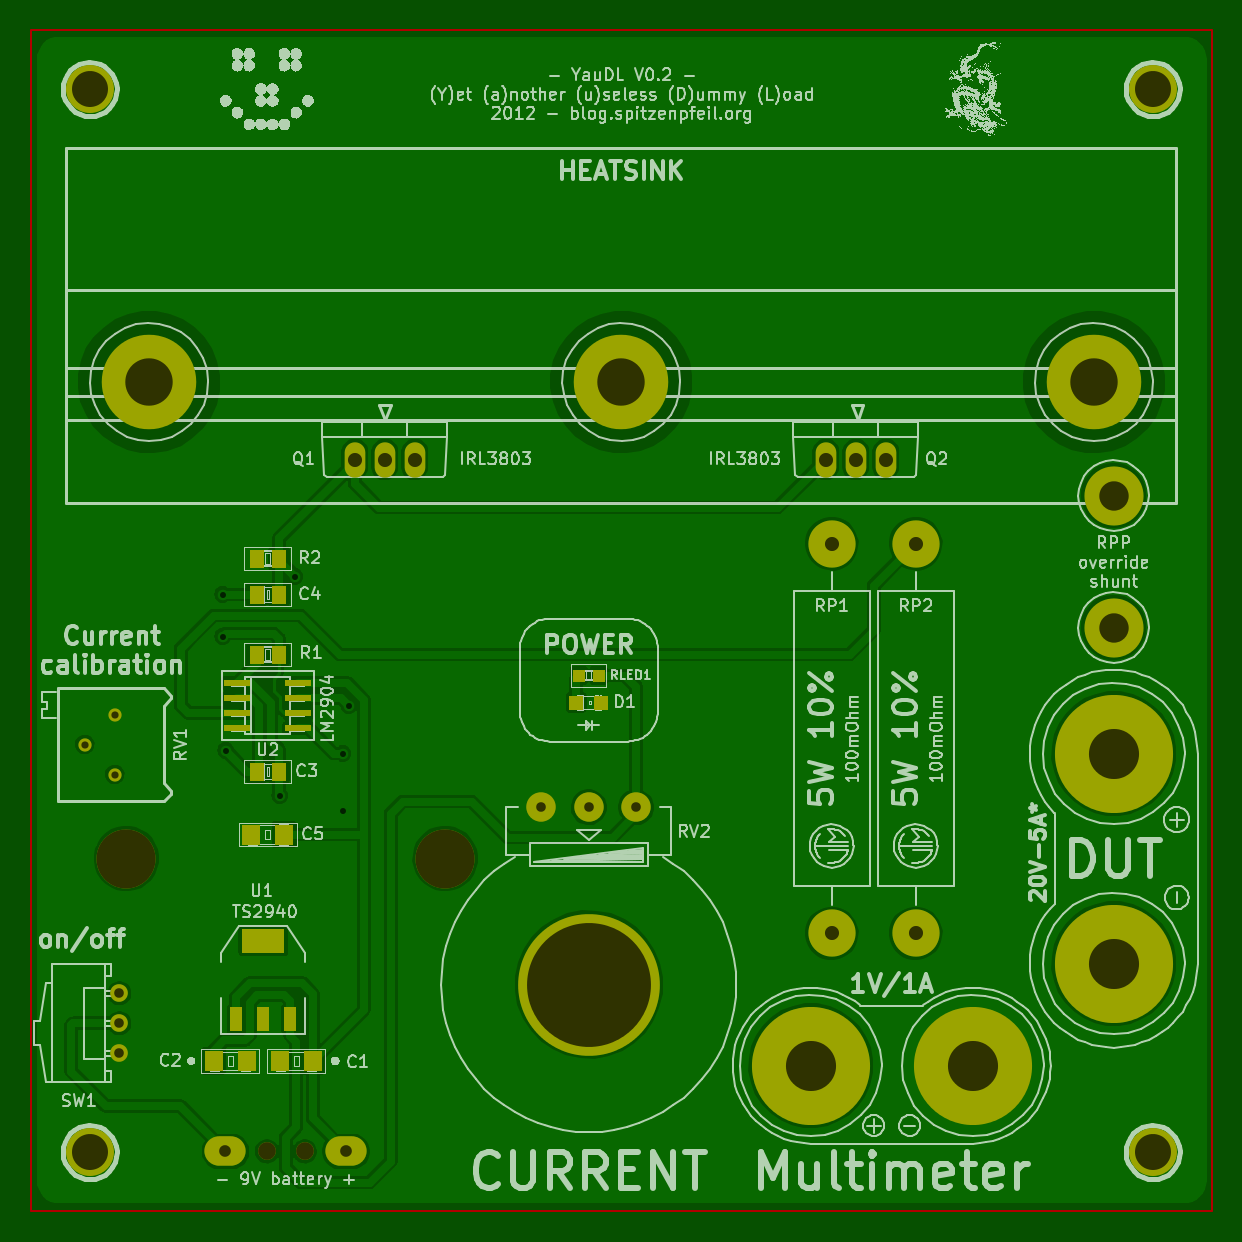 - YauDL V0.2 -
(Y)et (a)nother (u)seless (D)ummy (L)oad
2012 - blog.spitzenpfeil.org
HEATSINK
Q1
IRL3803
IRL3803
Q2
R2
C4
RPP
override
shunt
RP1
RP2
Current
calibration
R1
POWER
RLED1
D1
LM2904
U2
RV1
C3
5W 10%
100mOhm
5W 10%
100mOhm
C5
RV2
20V-5A*
DUT
+
-
U1
TS2940
on/off
1V/1A
C2
C1
SW1
+
-
- 9V battery +
CURRENT
Multimeter